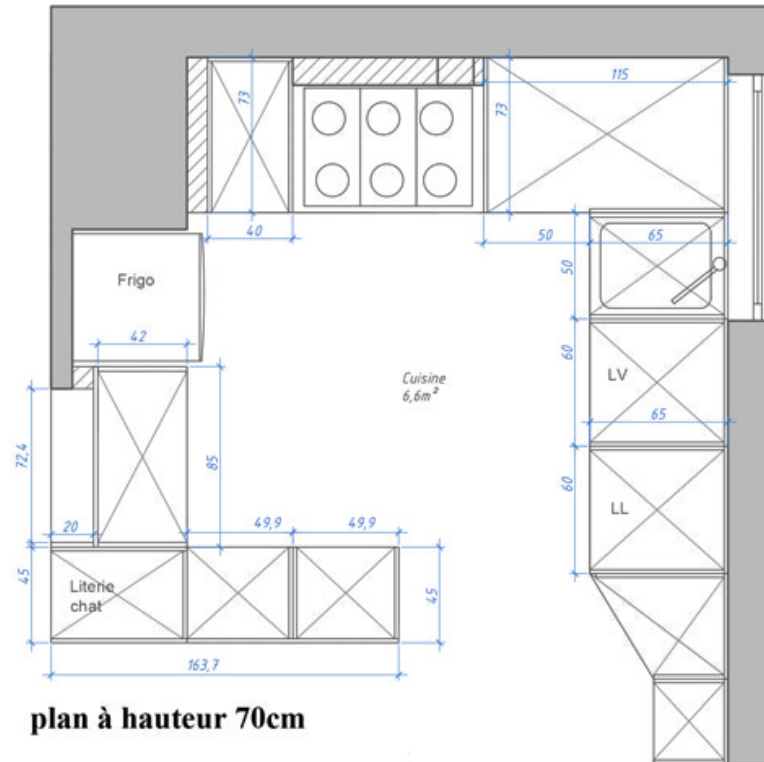 115
73
73
40
50
65
50
Frigo
42
60
LV
Cuisine
6,6m²
65
72,4
85
60
LL
20
49,9
49,9
45
Literie
chat
45
163,7
plan à hauteur 70cm